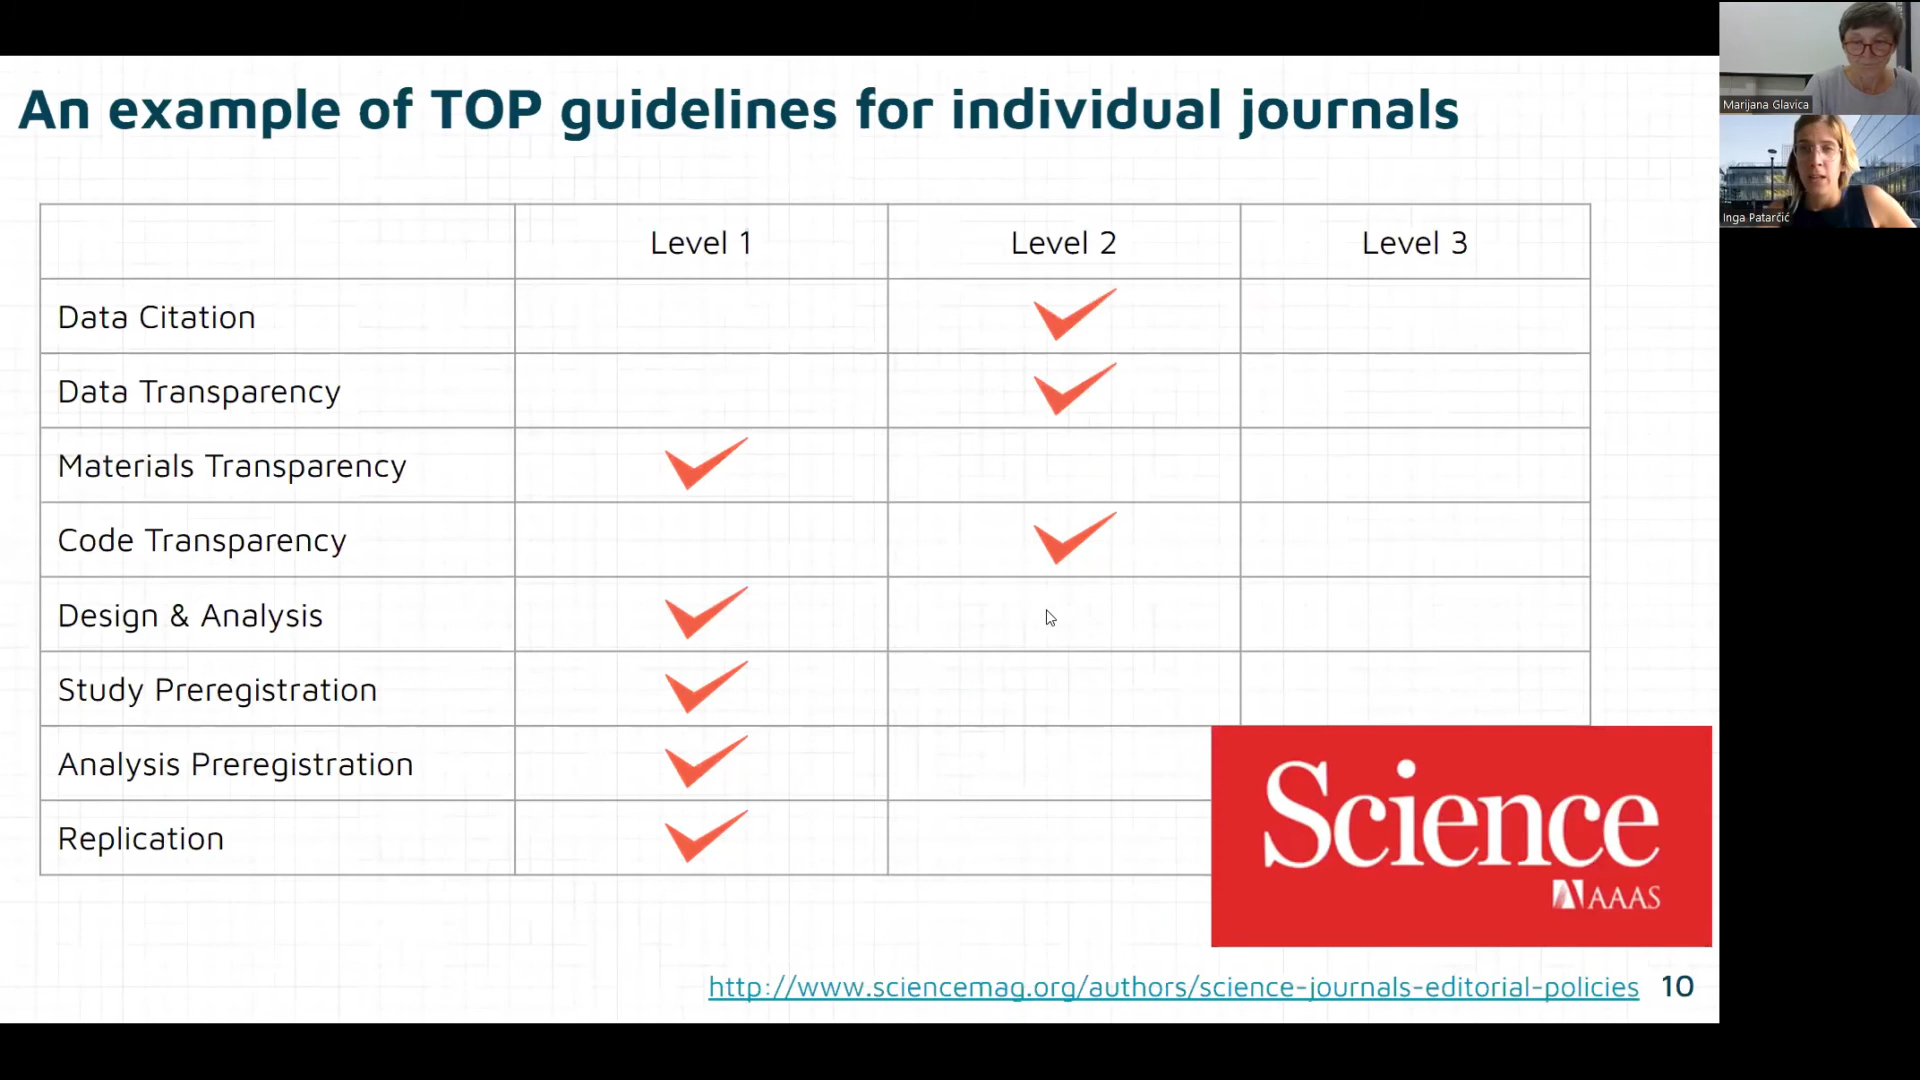 An example of TOP guidelines for individual journals
Level 1 Level 2 Level 3
Data Citation
Data Transparency
Materials Transparency
Code Transparency
Design & Analysis
Study Preregistration
Analysis Preregistration
Replication
Science
AAAS
http://www.sciencemag.org/authors/science-journals-editorial-policies 10
Marijana Glavica
Inga Patarčić